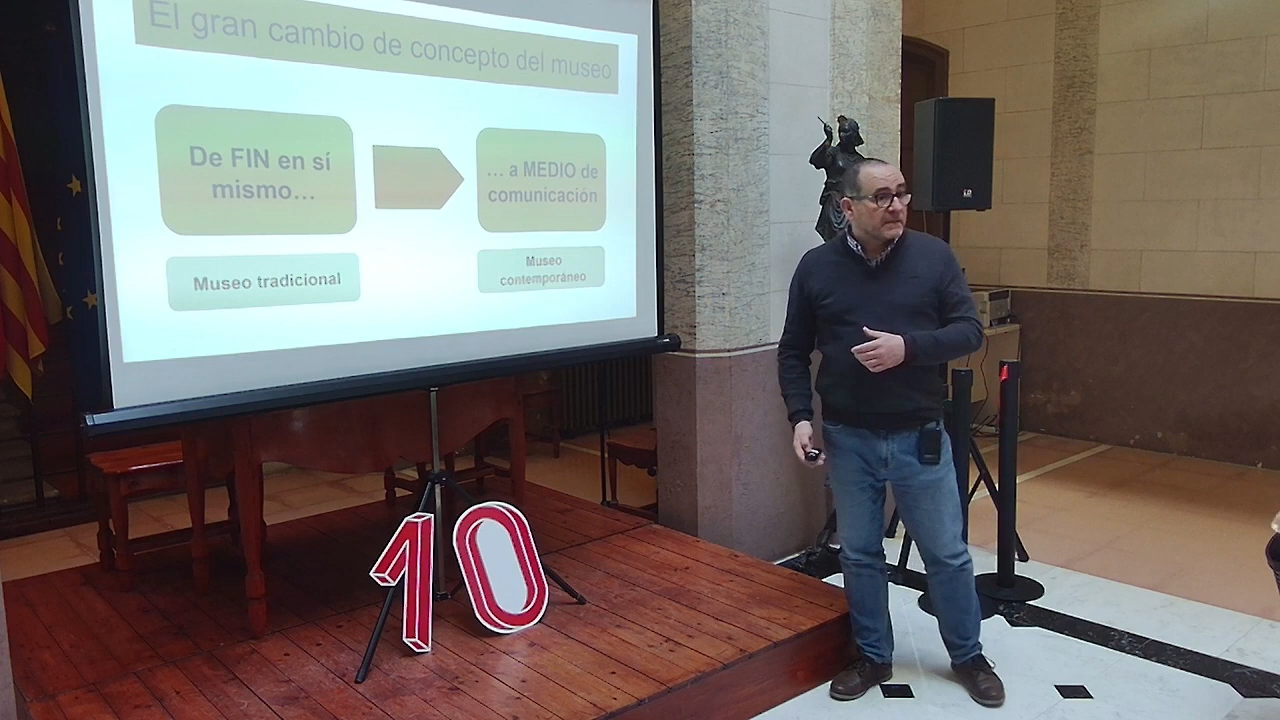 El gran cambio de concepto del museo
De FIN en sí
mismo...
... a MEDIO de
comunicación
Museo tradicional
Museo
contemporáneo
10